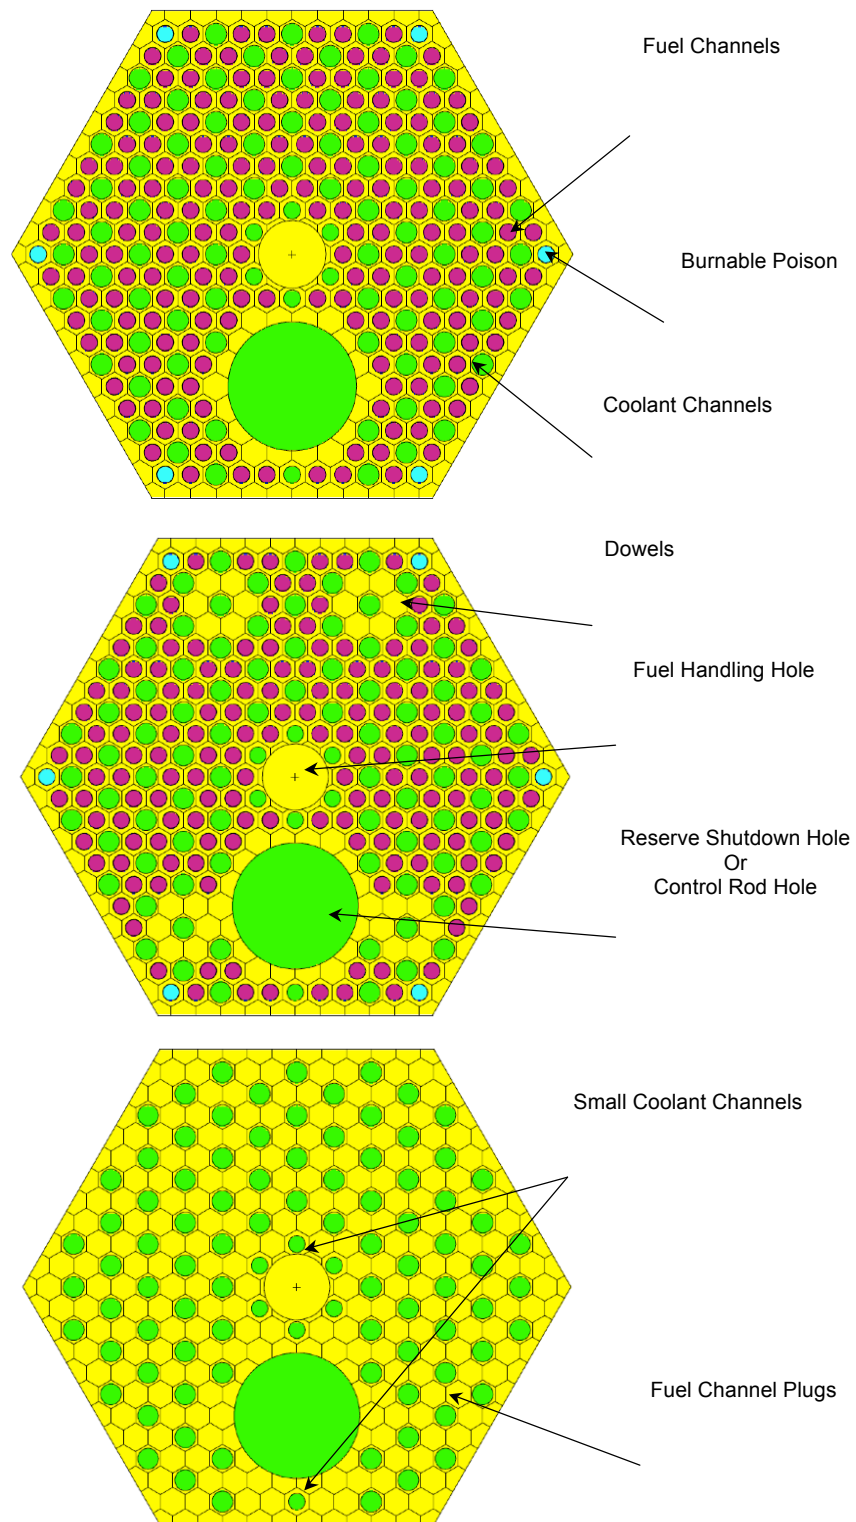 Fuel Channels
Burnable Poison
Coolant Channels
Dowels
Fuel Handling Hole
Reserve Shutdown Hole
Or
Control Rod Hole
Small Coolant Channels
Fuel Channel Plugs